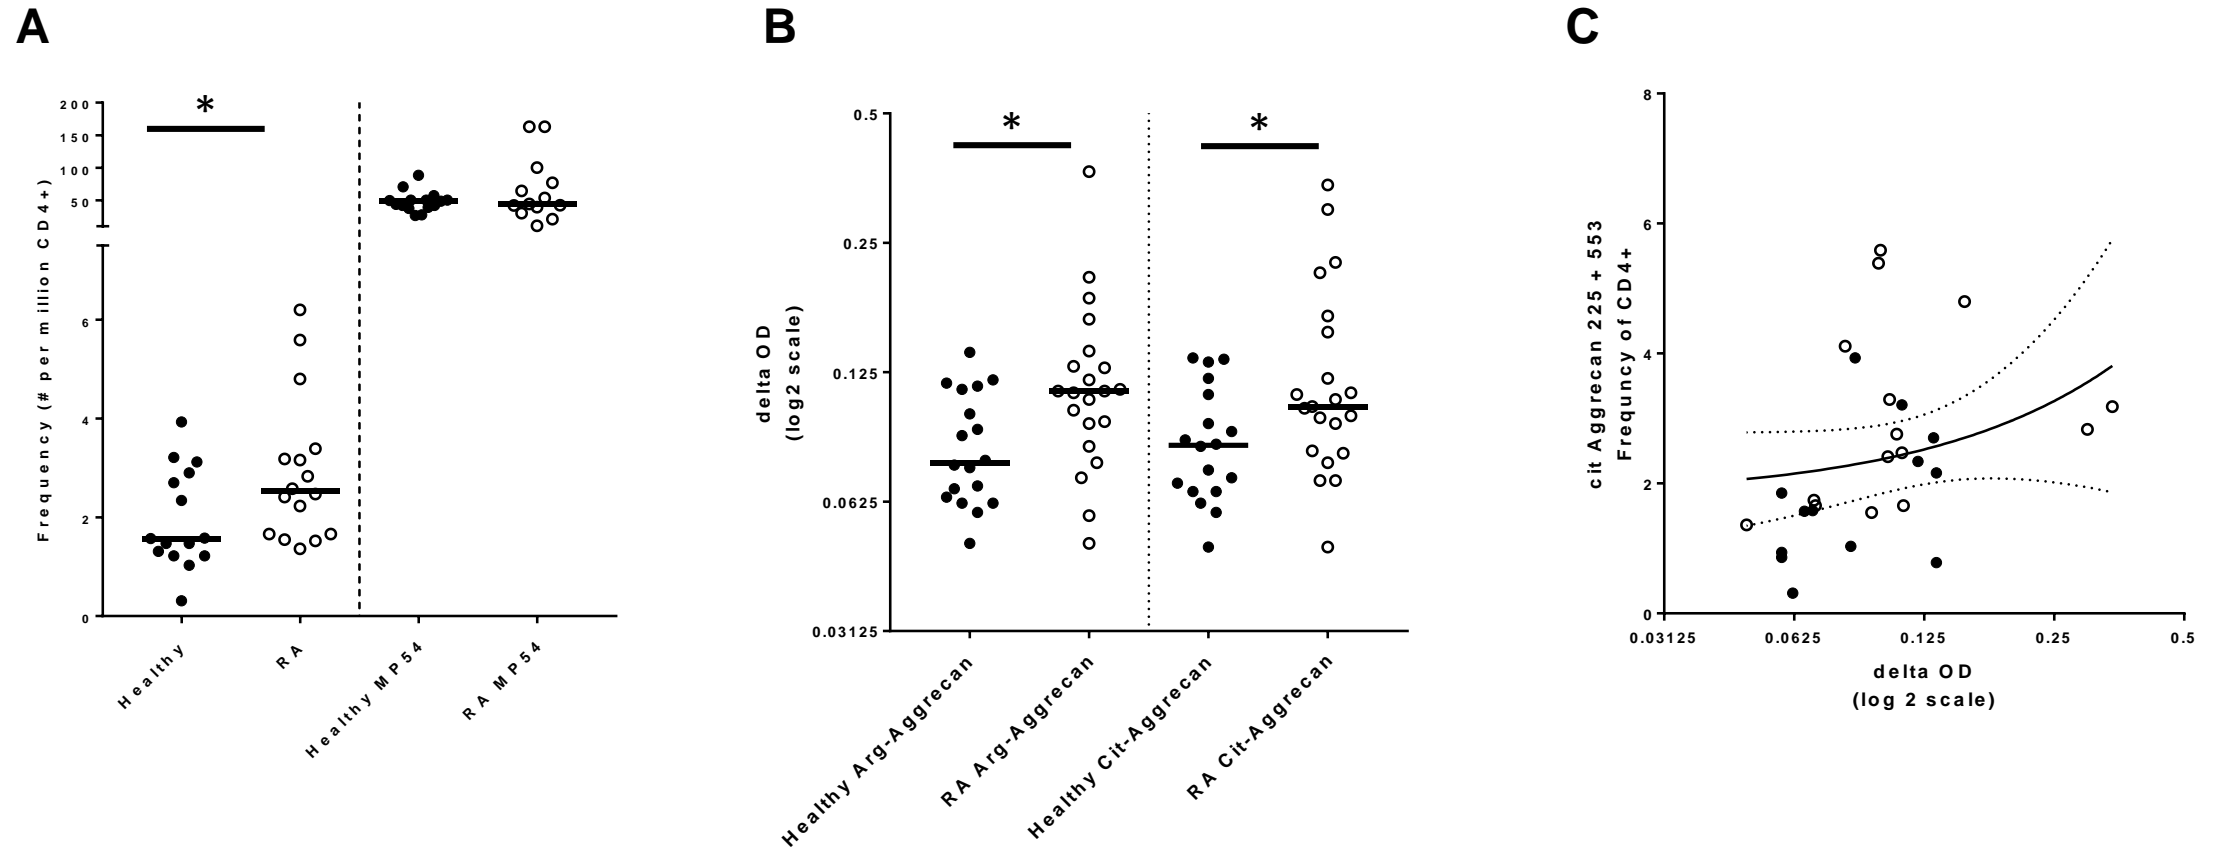 A
B
C
*
200
150
100
50
6
4
2
0
Frequency (# per million CD4+)
Healthy
RA
Healthy MP54
RA MP54
*
*
0.5
0.25
0.125
0.0625
0.03125
delta OD
(log2 scale)
Healthy Arg-Aggrecan
RA Arg-Aggrecan
Healthy Cit-Aggrecan
RA Cit-Aggrecan
8
6
4
2
0
cit Aggrecan 225 + 553
Frequncy of CD4+
0.03125
0.0625
0.125
0.25
0.5
delta OD
(log 2 scale)